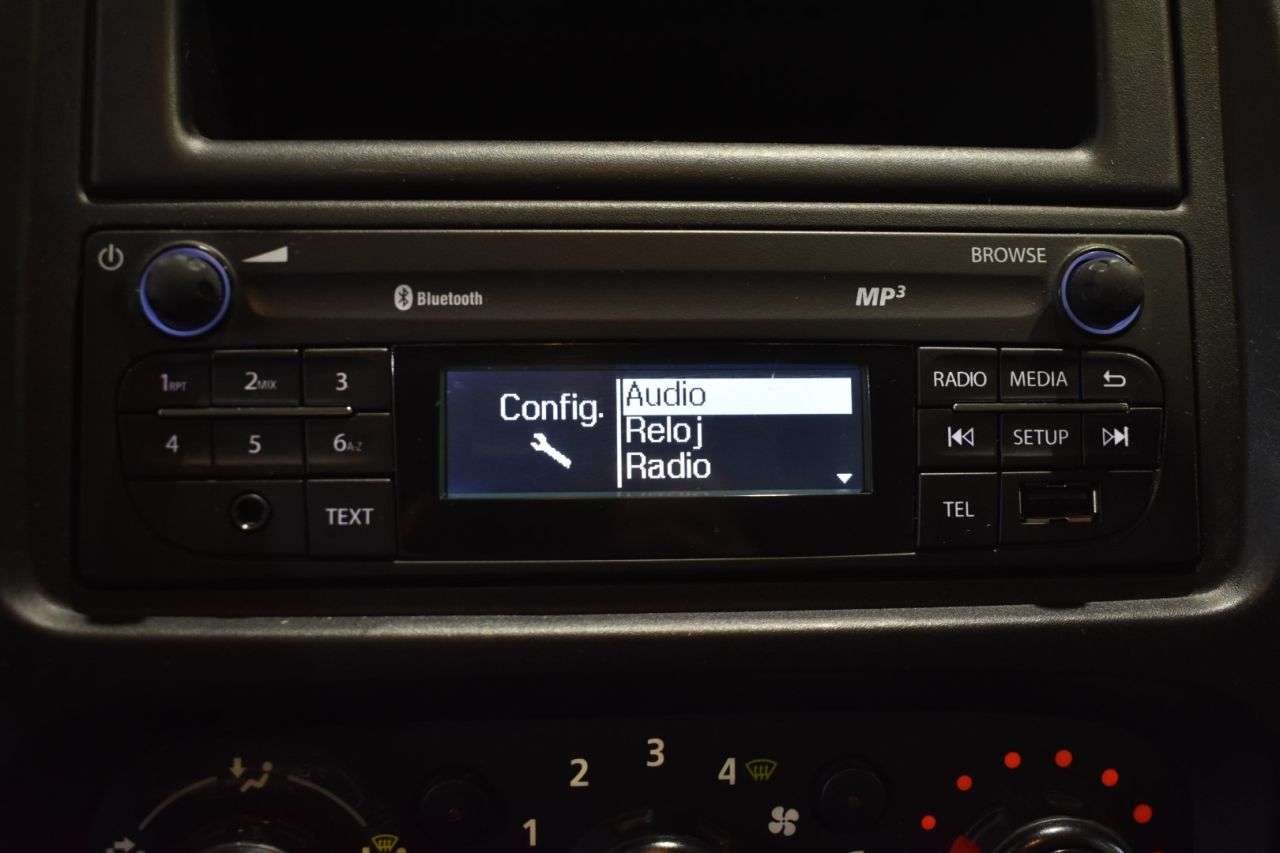 BROWSE
Bluetooth
MP3
1RPT 2MIX 3
4 5 6A-Z
TEXT
Config.
Audio
Reloj
Radio
RADIO MEDIA
SETUP
TEL
1 2 3 4